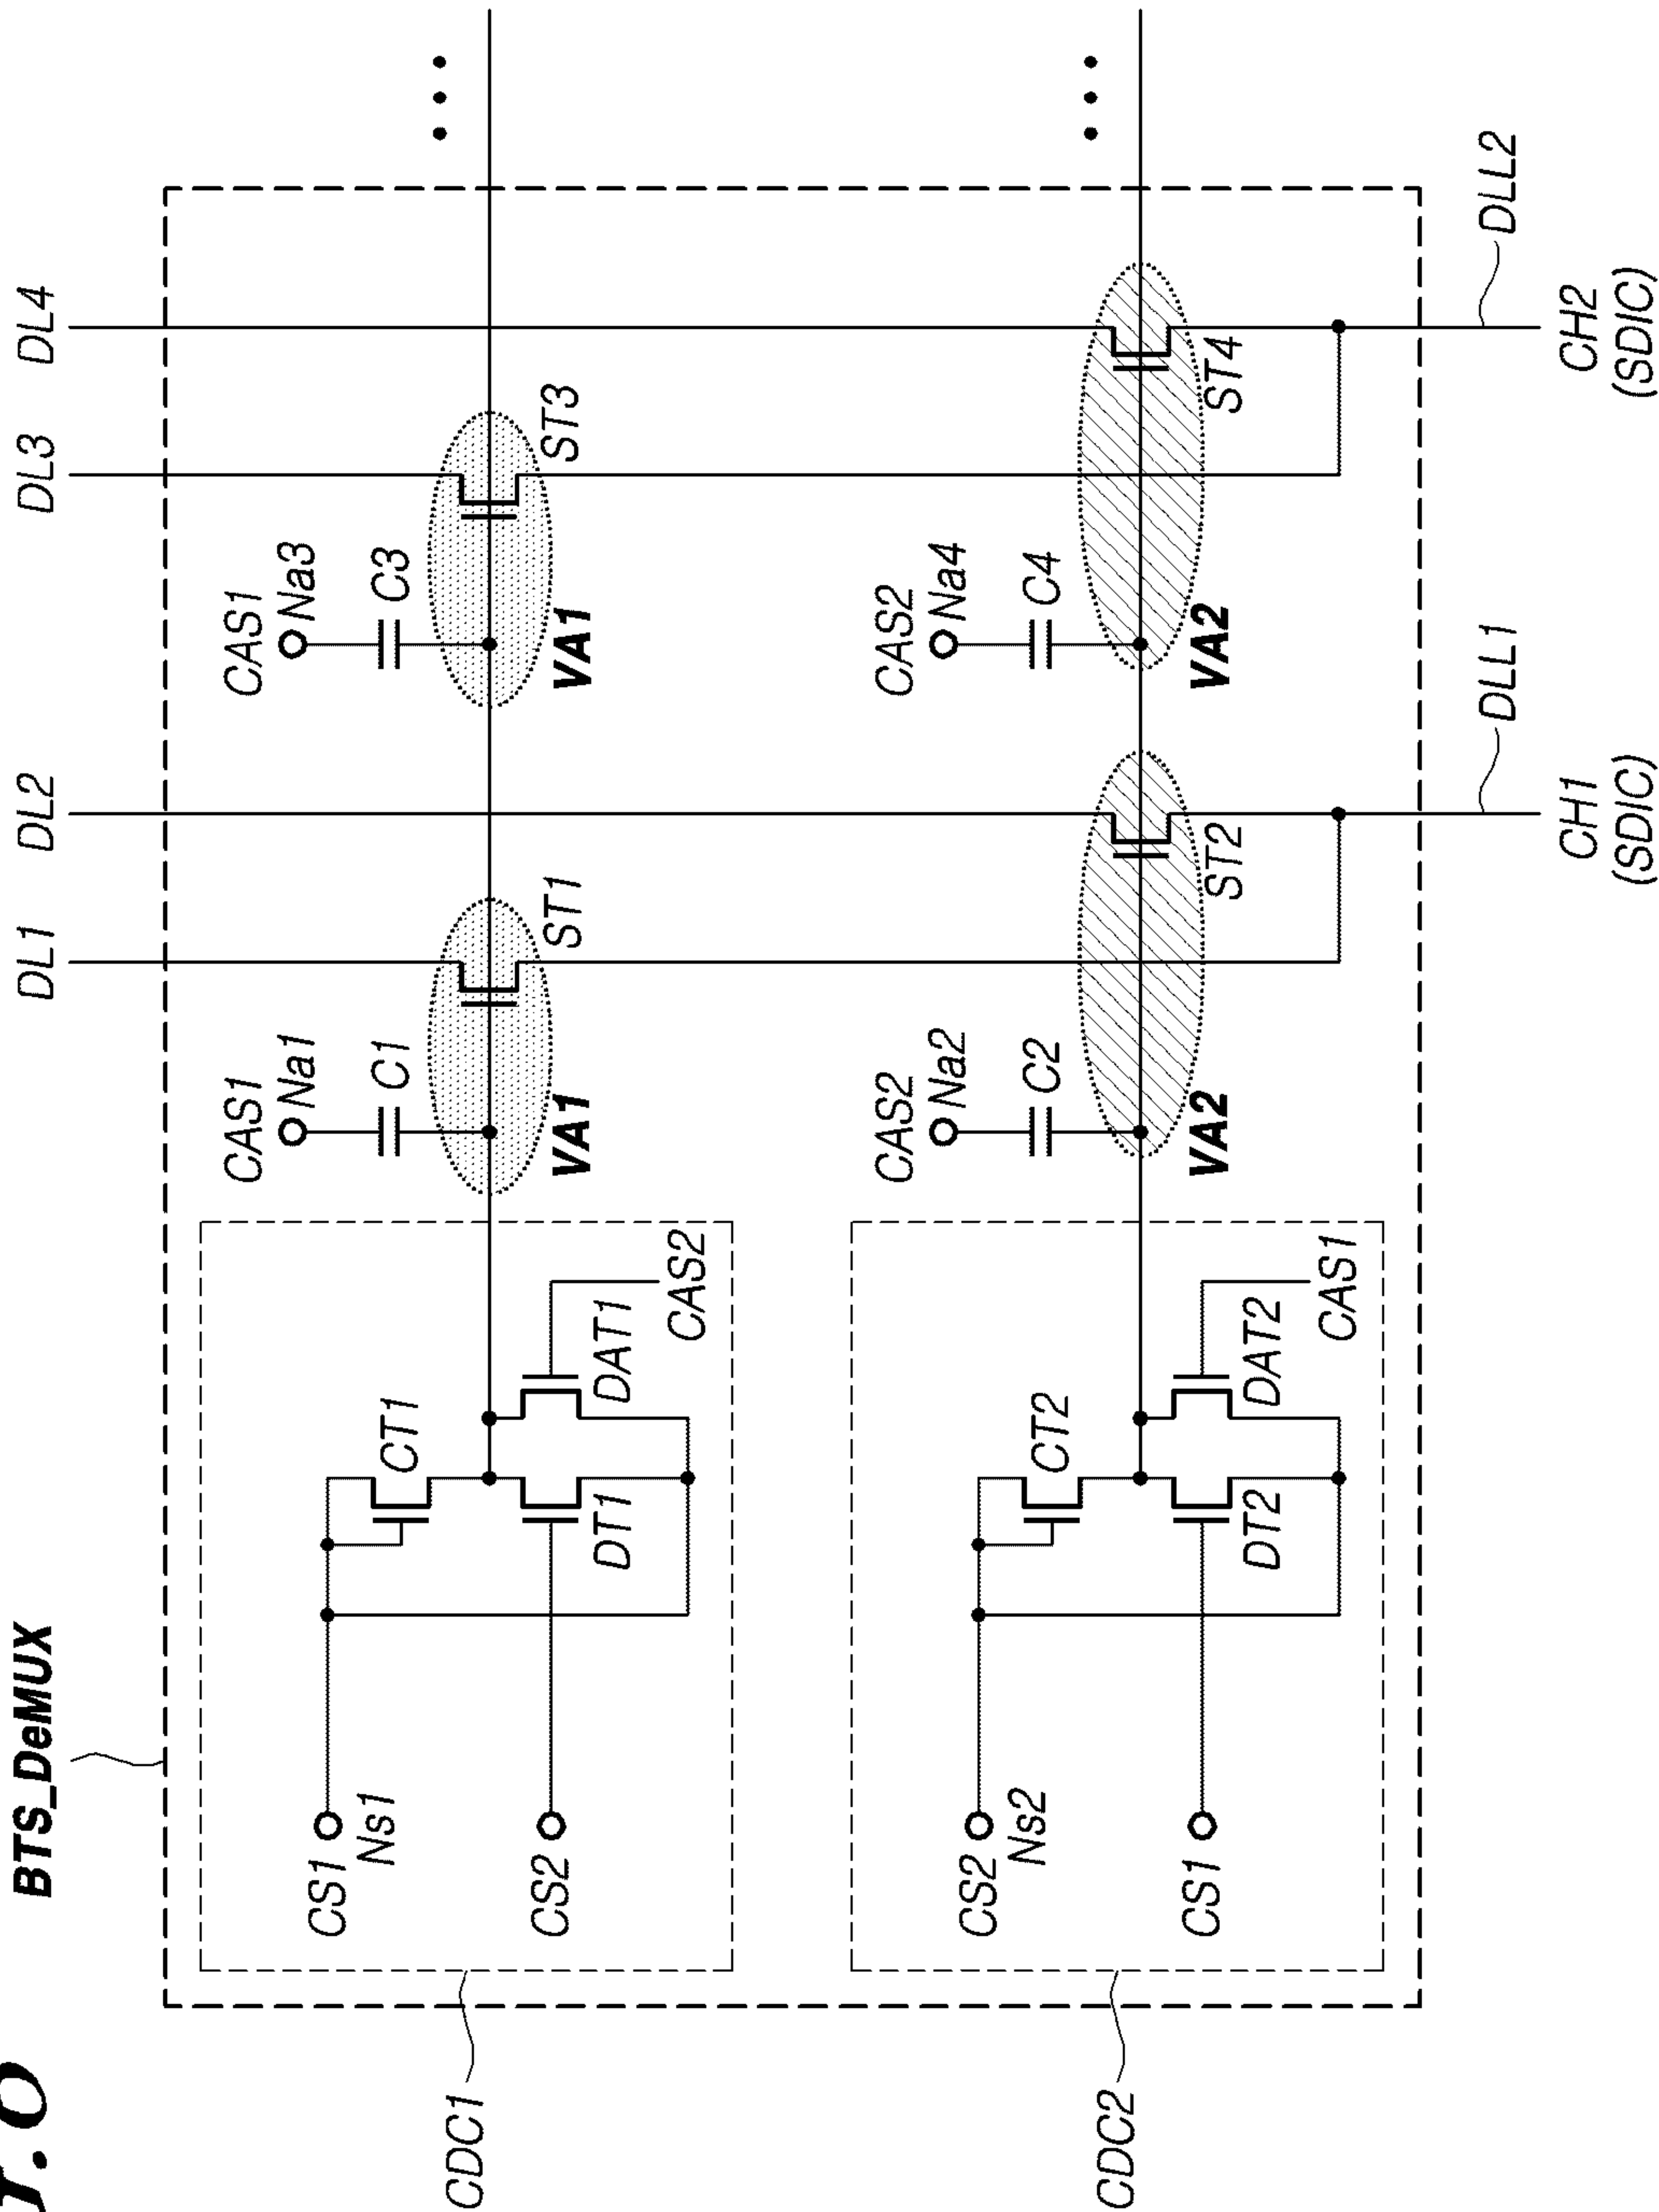 BTS_DeMUX
DL1
DL2
DL3
DL4
CAS1
Na1
C1
CAS1
Na3
C3
CS1
Ns1
CT1
VA1
ST1
VA1
ST3
CS2
DT1
DAT1
CAS2
CDC1
CAS2
Na2
C2
CAS2
Na4
C4
CS2
Ns2
CT2
VA2
ST2
VA2
ST4
CS1
DT2
DAT2
CAS1
CDC2
DLL1
DLL2
CH1
(SDIC)
CH2
(SDIC)